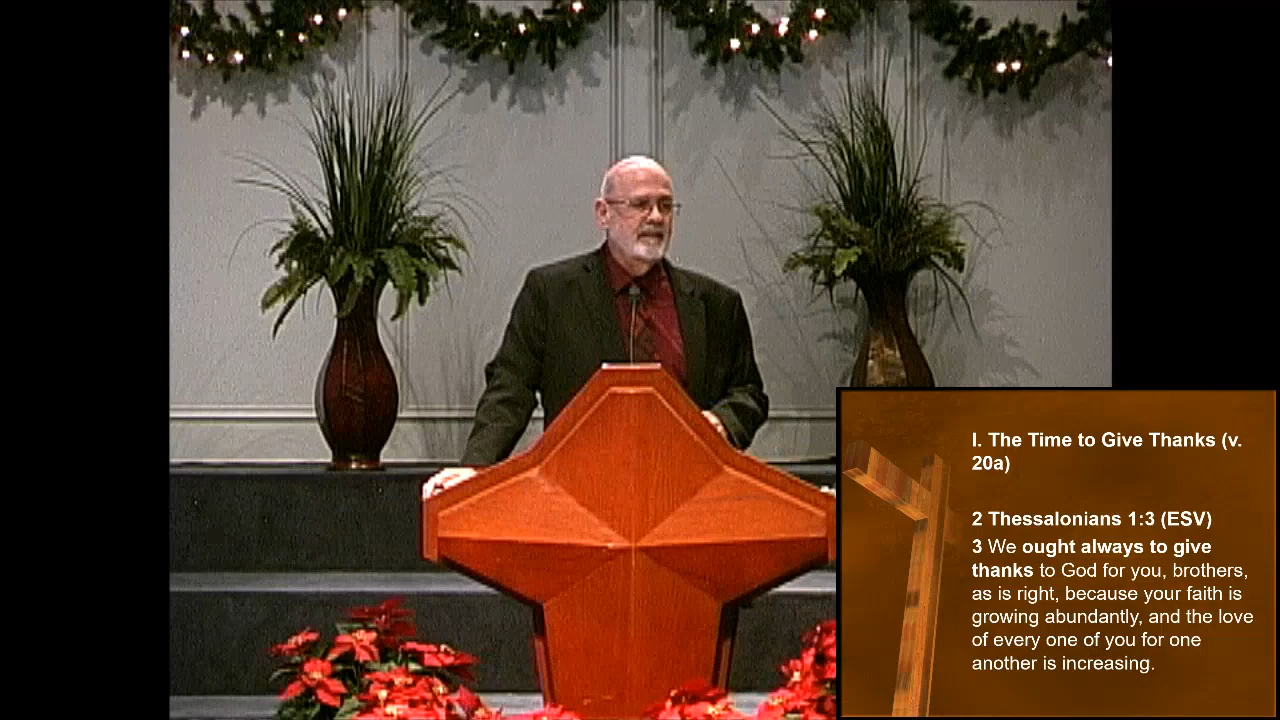 I. The Time to Give Thanks (v.
20a)
2 Thessalonians 1:3 (ESV)
3 We ought always to give
thanks to God for you, brothers,
as is right, because your faith is
growing abundantly, and the love
of every one of you for one
another is increasing.